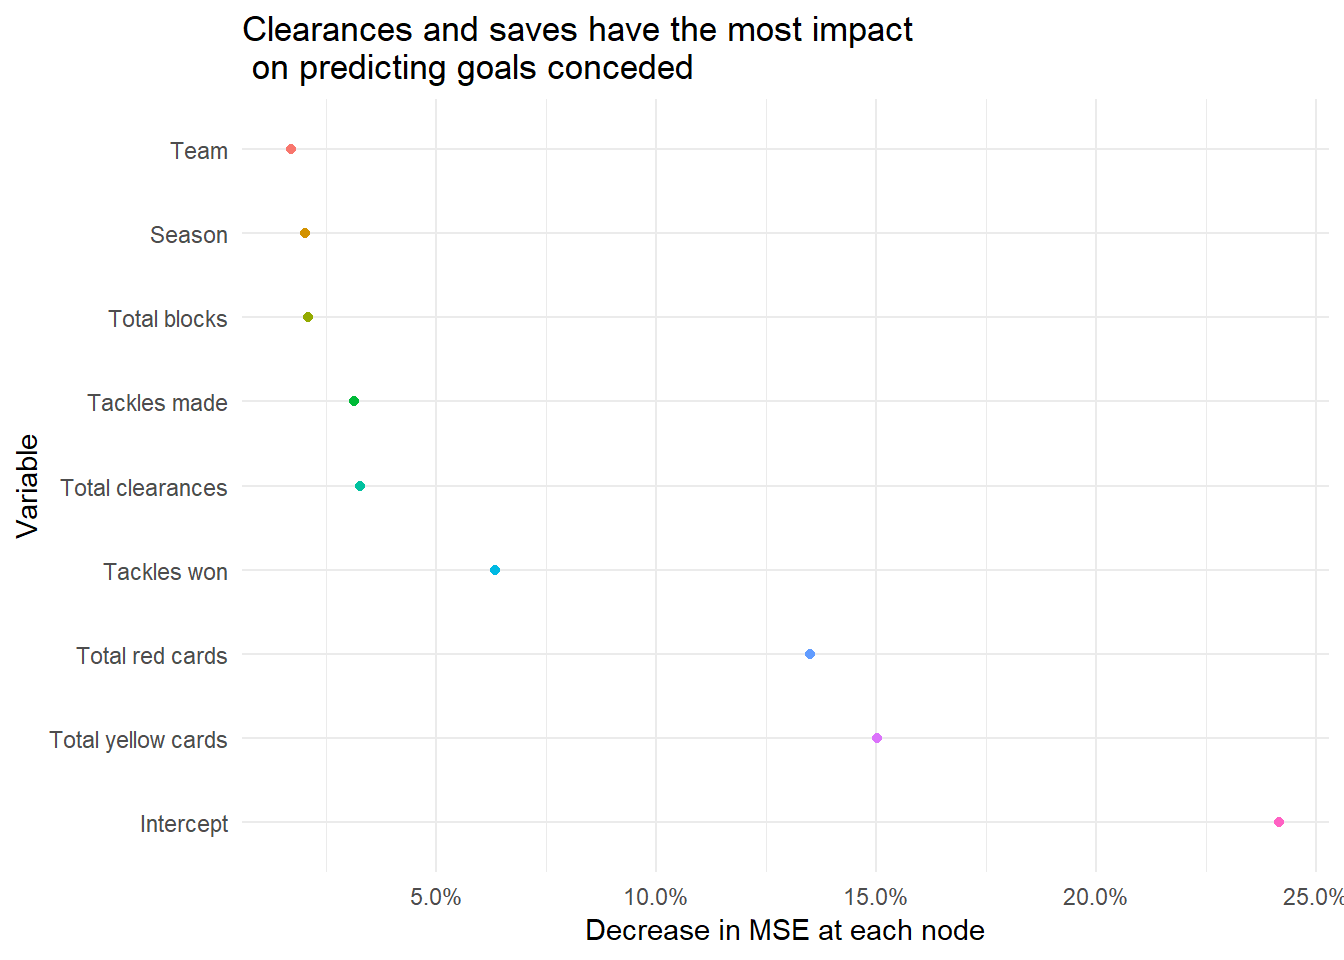 Clearances and saves have the most impact
on predicting goals conceded
Team
Season
Total blocks
Tackles made
Total clearances
Tackles won
Total red cards
Total yellow cards
Intercept
Variable
5.0%
10.0%
15.0%
20.0%
25.0%
Decrease in MSE at each node